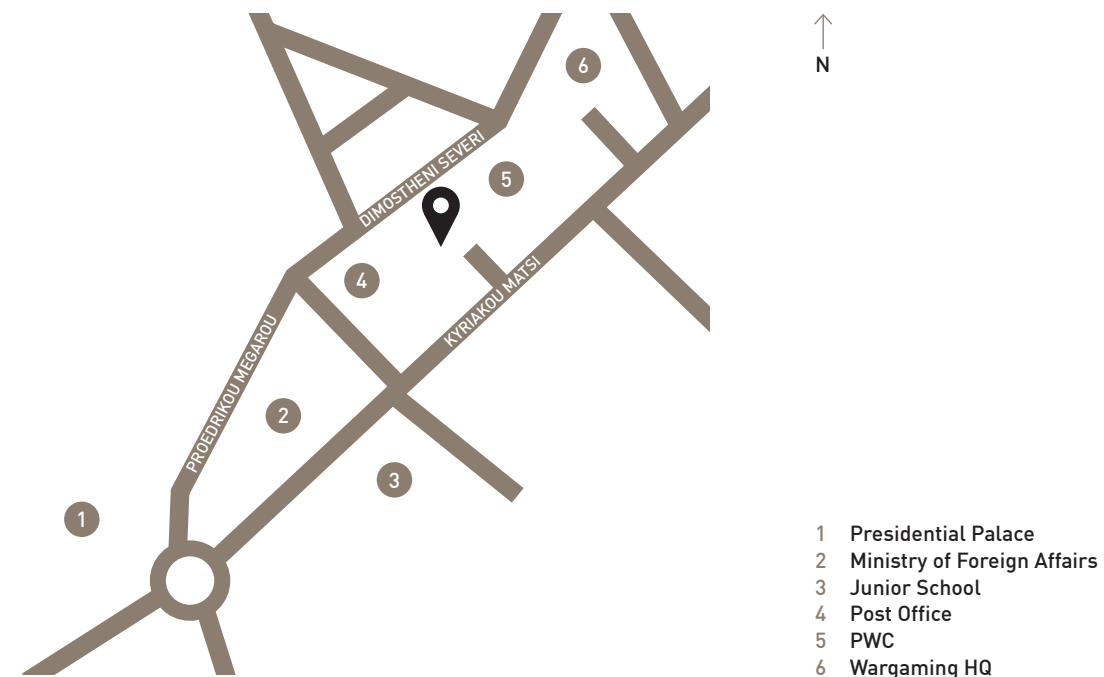 6
N
DIMOSTHENI SEVERI
5
4
KYRIAKOU MATSI
PROEDRIKOU MEGAROU
2
3
1
1 Presidential Palace
2 Ministry of Foreign Affairs
3 Junior School
4 Post Office
5 PWC
6 Wargaming HQ